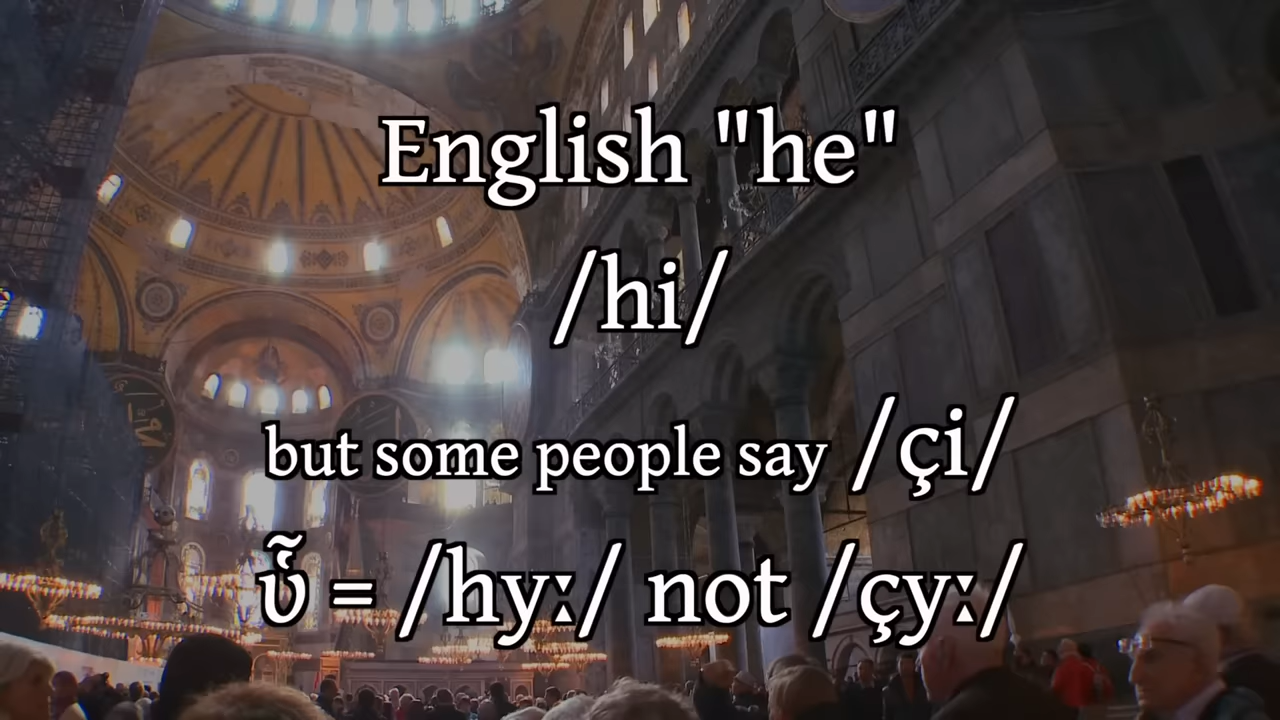 English "he"
/hi/
but some people say /çi/
ὗ = /hyː/ not /çyː/